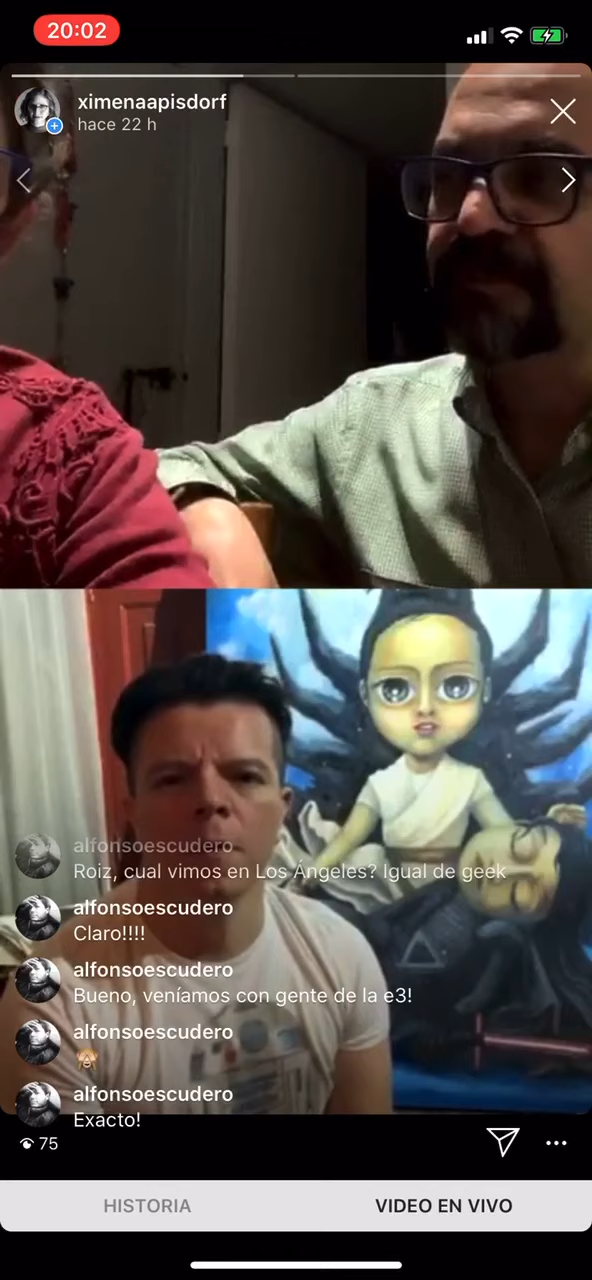 20:02
ximenaapisdorf
hace 22 h
alfonsoescudero
Roiz, cual vimos en Los Ángeles? Igual de geek
alfonsoescudero
Claro!!!!
alfonsoescudero
Bueno, veníamos con gente de la e3!
alfonsoescudero
🙈
alfonsoescudero
Exacto!
75
HISTORIA
VIDEO EN VIVO